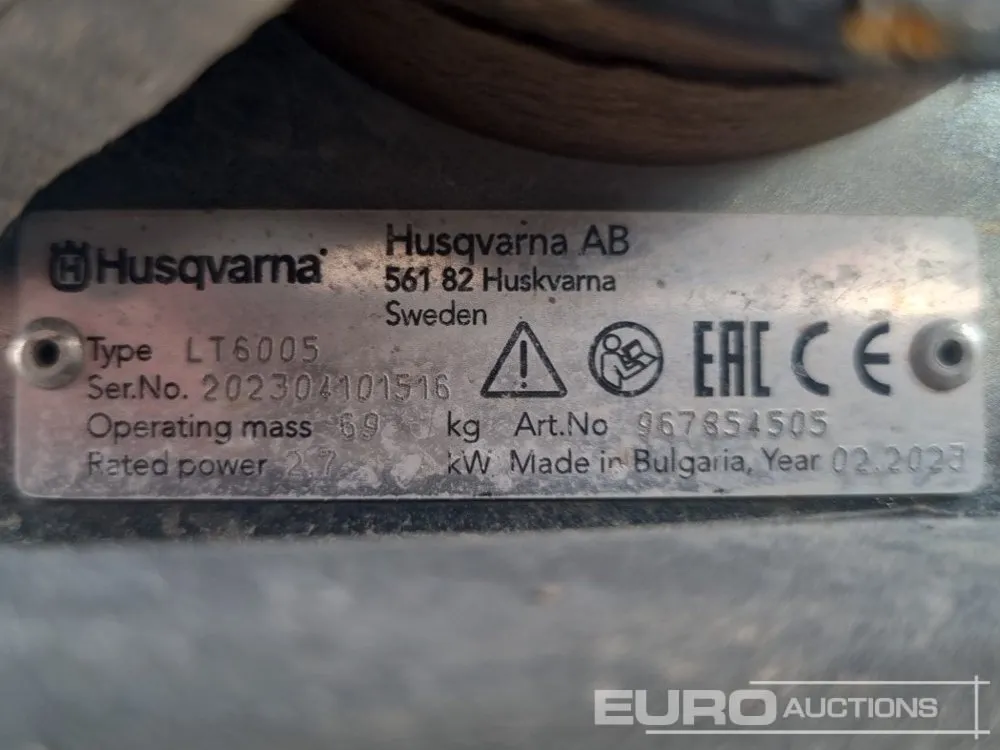 Husqvarna
Husqvarna AB
561 82 Huskvarna
Sweden
Type LT6005
Ser.No. 202304101516
Operating mass 69 kg Art.No 967854505
Rated power 2.7 kW Made in Bulgaria, Year 02.2023
EAC CE
EURO AUCTIONS